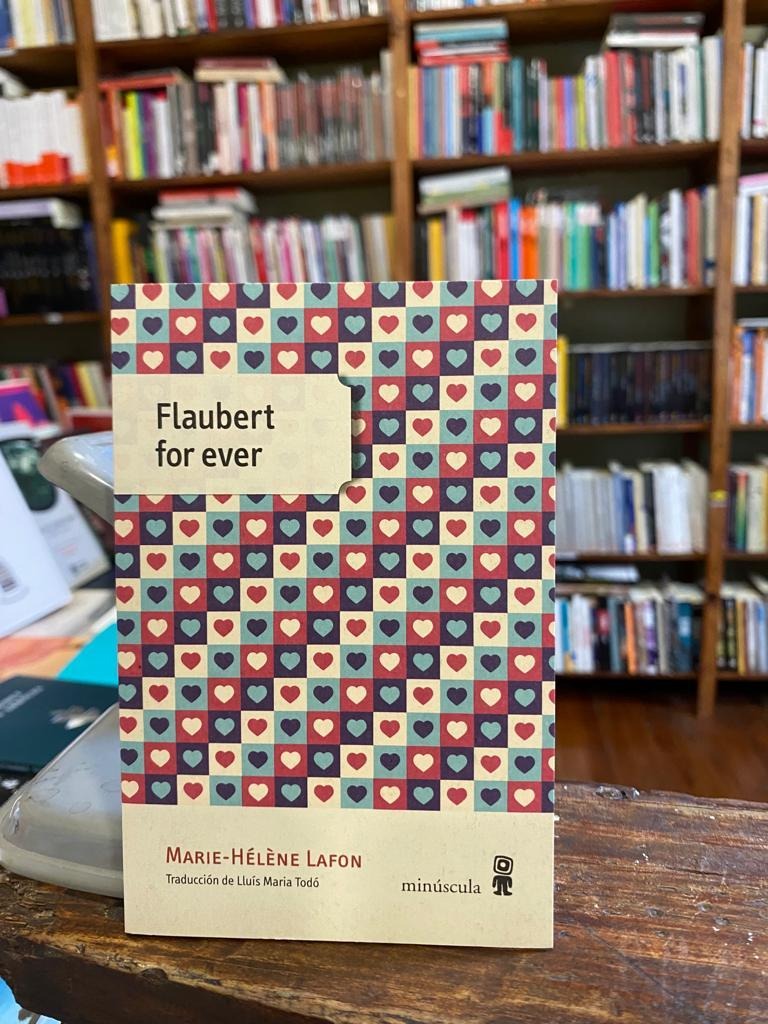 Flaubert
for ever
MARIE-HÉLÈNE LAFON
Traducción de Lluís Maria Todó
minúscula